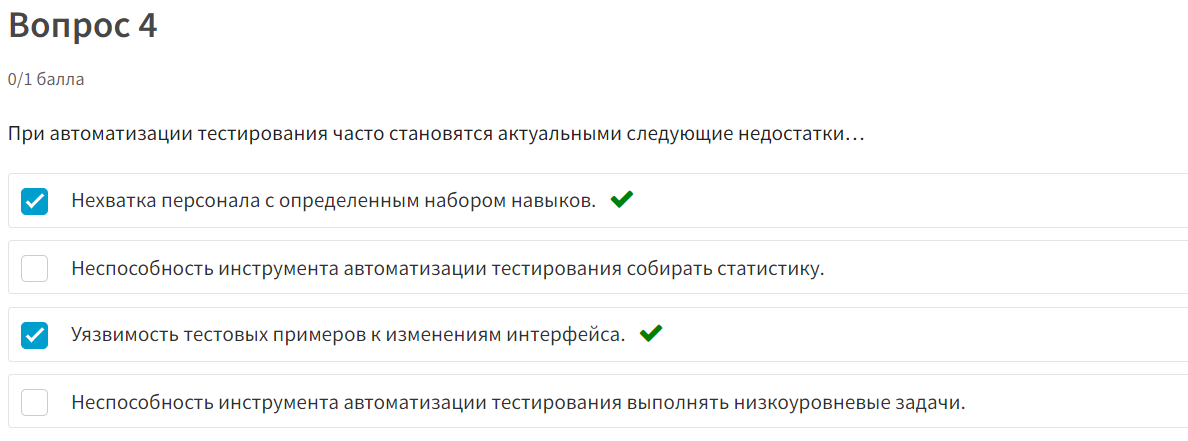 Вопрос 4
0/1 балла
При автоматизации тестирования часто становятся актуальными следующие недостатки…
Нехватка персонала с определенным набором навыков.
Неспособность инструмента автоматизации тестирования собирать статистику.
Уязвимость тестовых примеров к изменениям интерфейса.
Неспособность инструмента автоматизации тестирования выполнять низкоуровневые задачи.